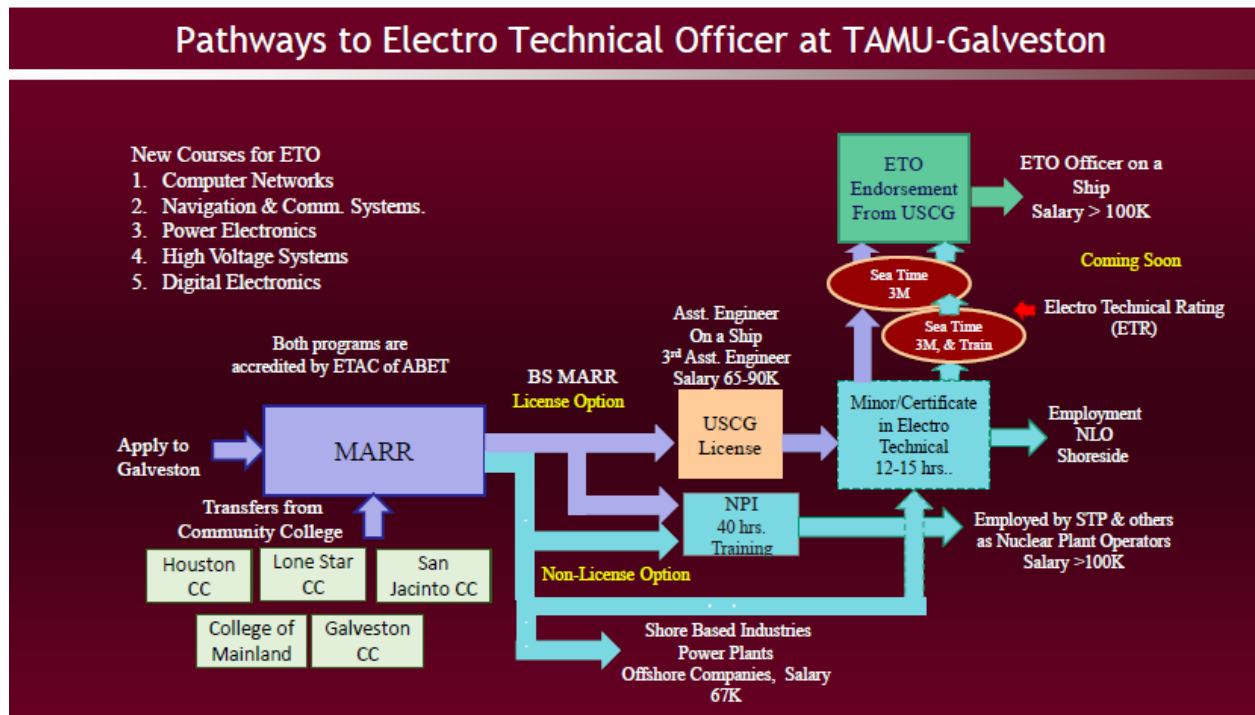 Pathways to Electro Technical Officer at TAMU-Galveston
New Courses for ETO
1. Computer Networks
2. Navigation & Comm. Systems.
3. Power Electronics
4. High Voltage Systems
5. Digital Electronics
ETO
Endorsement
From USCG
ETO Officer on a
Ship
Salary > 100K
Coming Soon
Sea Time
3M
Electro Technical Rating
(ETR)
Sea Time
3M, & Train
Both programs are
accredited by ETAC of ABET
Asst. Engineer
On a Ship
3rd Asst. Engineer
Salary 65-90K
BS MARR
License Option
Apply to
Galveston
MARR
USCG
License
Minor/Certificate
in Electro
Technical
12-15 hrs..
Employment
NLO
Shoreside
Transfers from
Community College
NPI
40 hrs.
Training
Employed by STP & others
as Nuclear Plant Operators
Salary >100K
Houston
CC
Lone Star
CC
San
Jacinto CC
Non-License Option
College of
Mainland
Galveston
CC
Shore Based Industries
Power Plants
Offshore Companies, Salary
67K